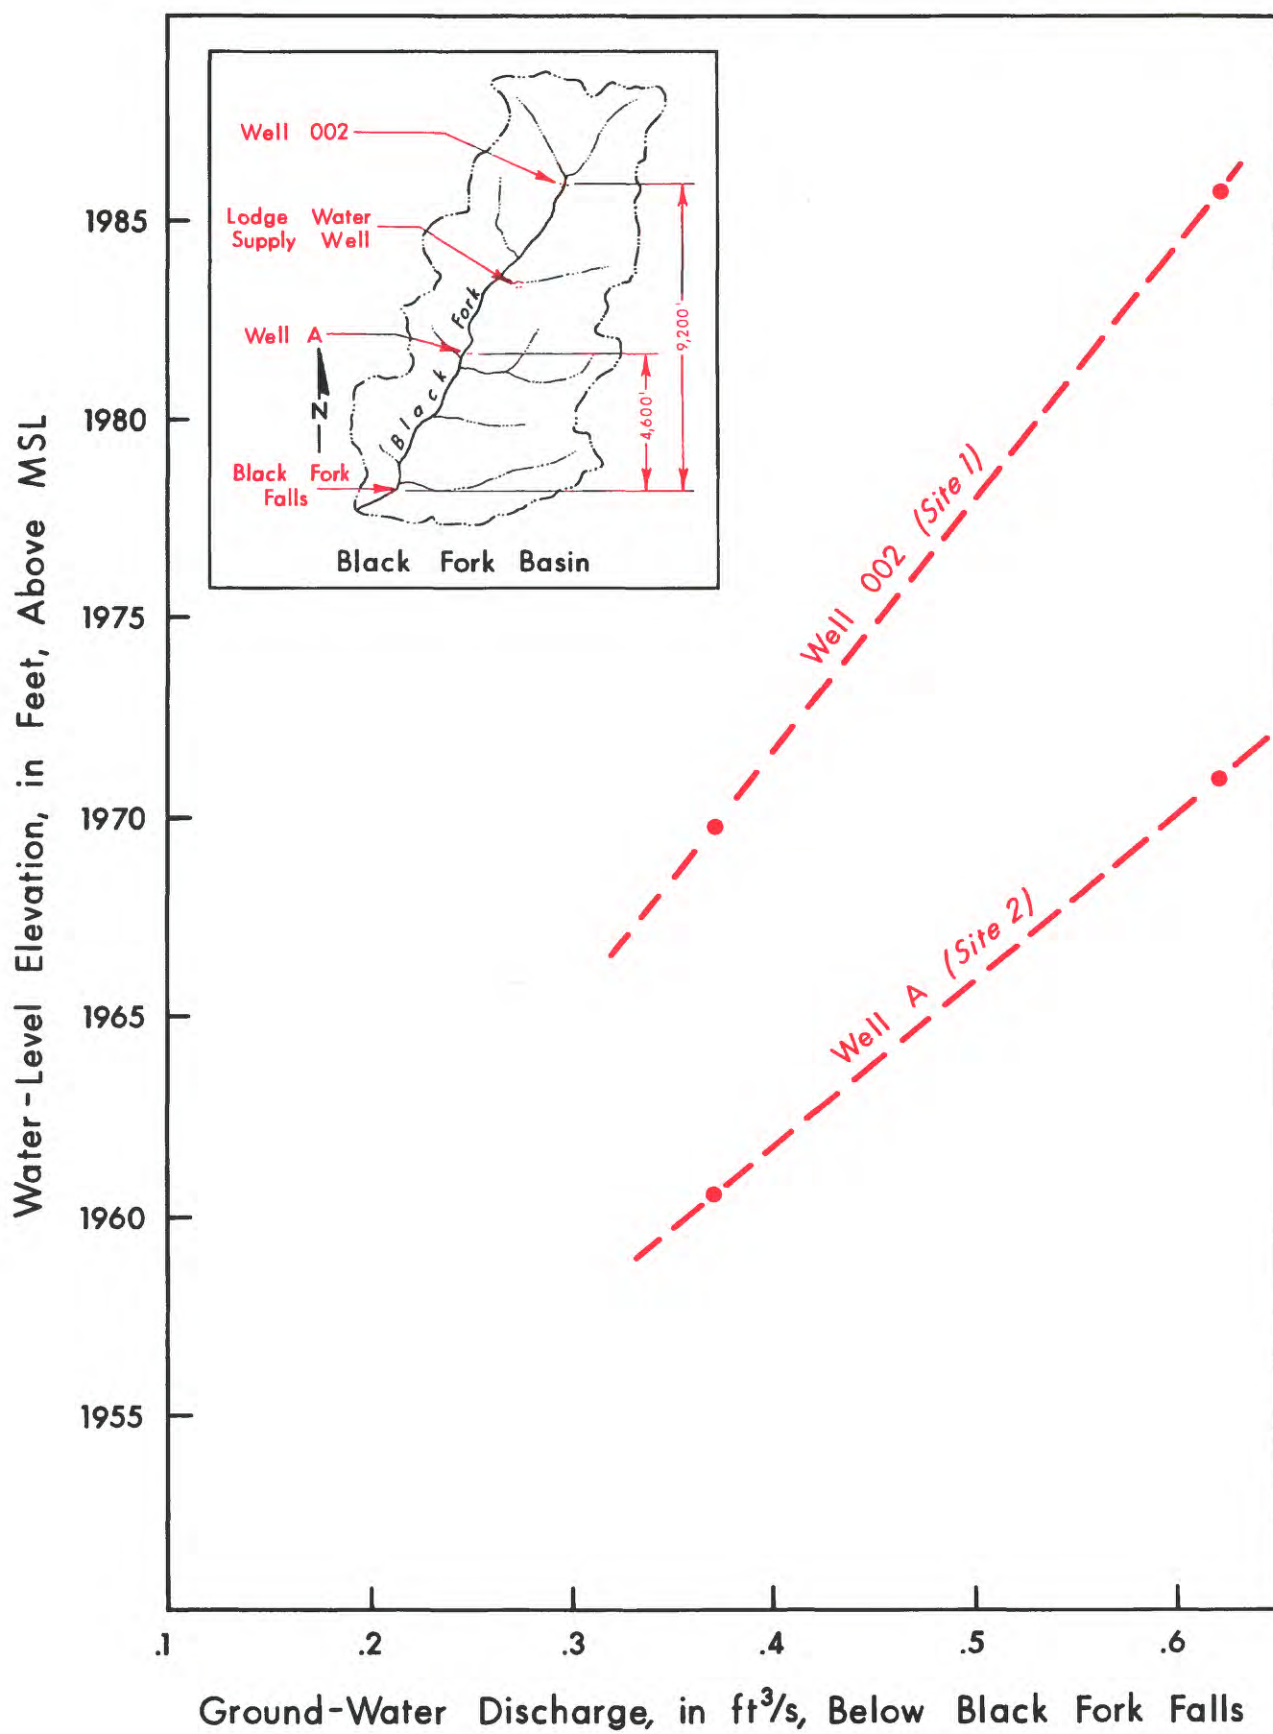 Well 002
Lodge Water
Supply Well
Well A
N
Black Fork
Falls
Black Fork
9,200'
4,600'
Black Fork Basin
Water-Level Elevation, in Feet, Above MSL
1985
1980
1975
1970
1965
1960
1955
Well 002 (Site 1)
Well A (Site 2)
.1 .2 .3 .4 .5 .6
Ground-Water Discharge, in ft³/s, Below Black Fork Falls